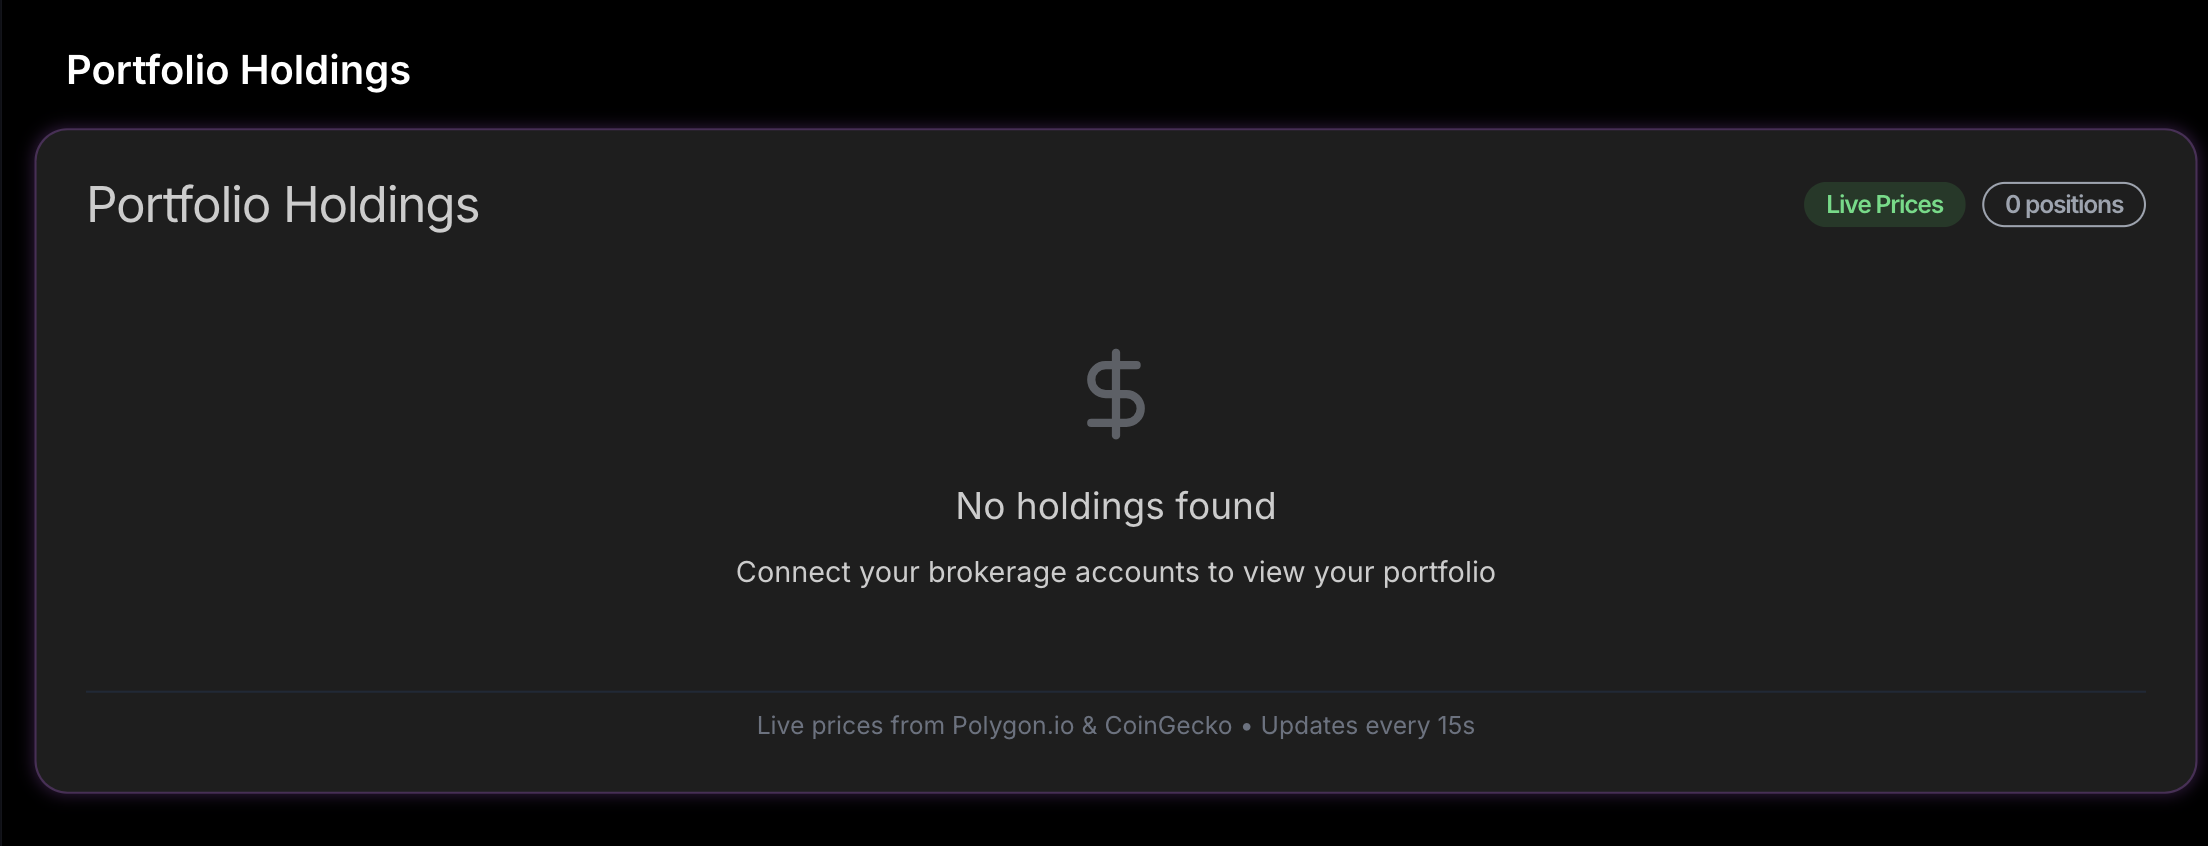 Portfolio Holdings
Portfolio Holdings
Live Prices
0 positions
No holdings found
Connect your brokerage accounts to view your portfolio
Live prices from Polygon.io & CoinGecko • Updates every 15s